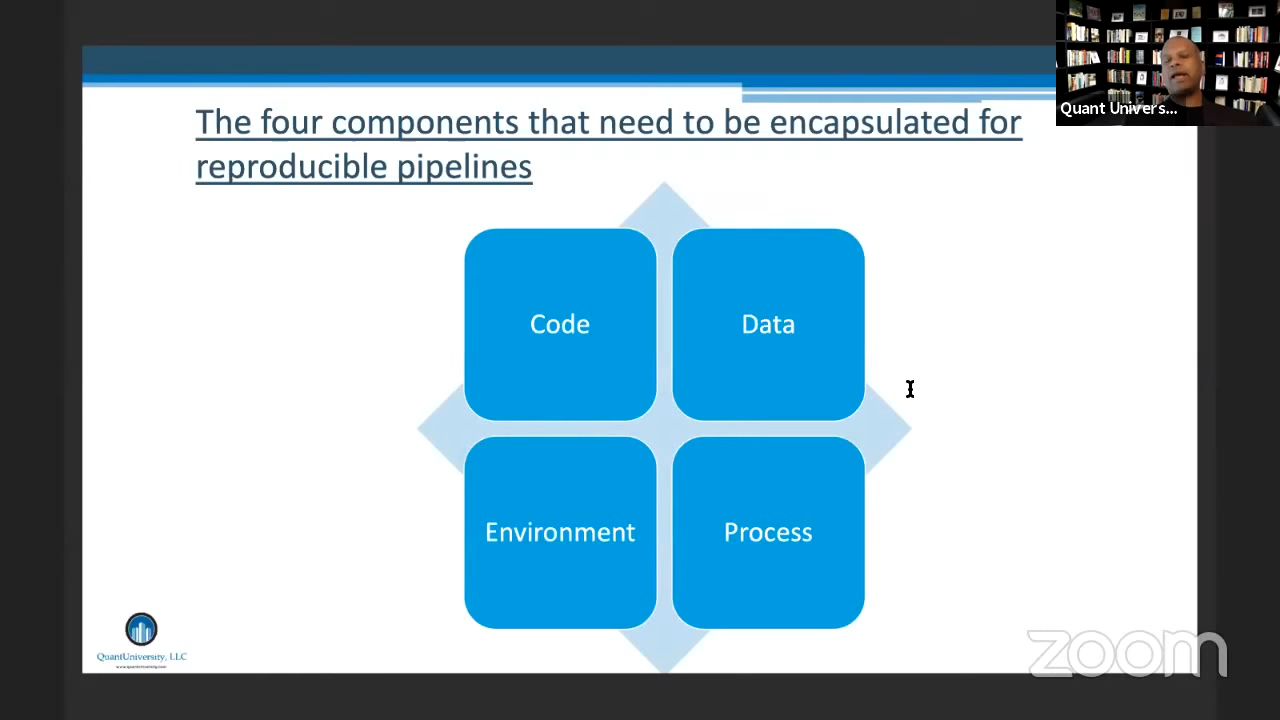 Quant Univers...
The four components that need to be encapsulated for
reproducible pipelines
Code
Data
Environment
Process
QuantUniversity, LLC
www.quantuniversity.com
zoom